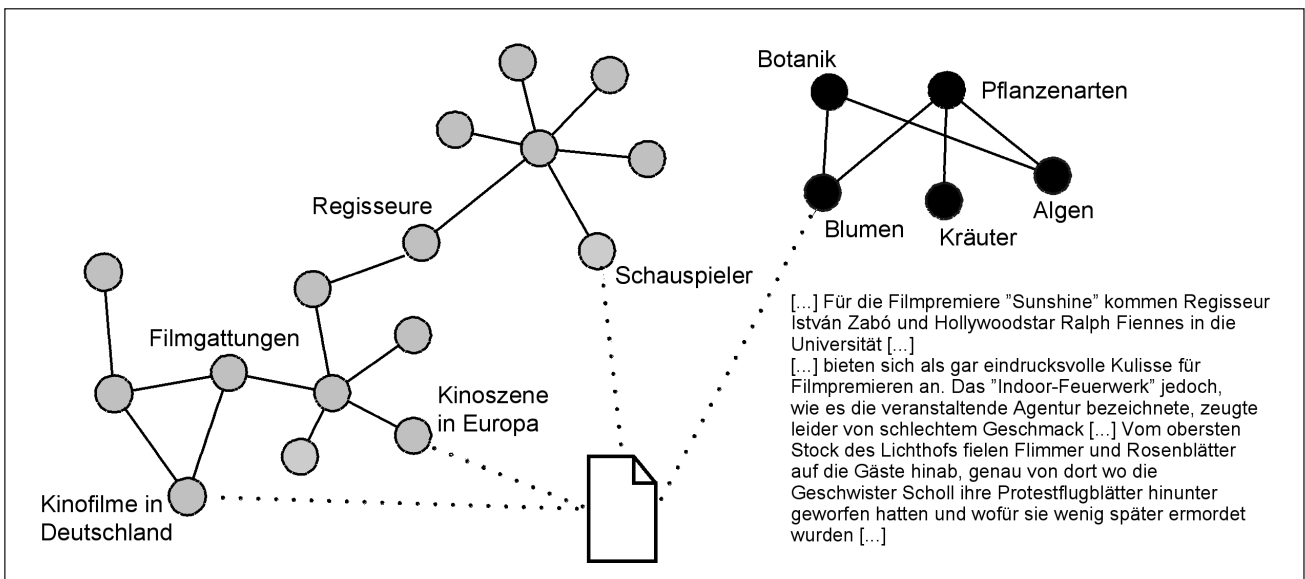 Botanik
Pflanzenarten
Regisseure
Blumen
Kräuter
Algen
Schauspieler
Filmgattungen
Kinoszene
in Europa
Kinofilme in
Deutschland
[...] Für die Filmpremiere "Sunshine" kommen Regisseur
István Zabó und Hollywoodstar Ralph Fiennes in die
Universität [...]
[...] bieten sich als gar eindrucksvolle Kulisse für
Filmpremieren an. Das "Indoor-Feuerwerk" jedoch,
wie es die veranstaltende Agentur bezeichnete, zeugte
leider von schlechtem Geschmack [...] Vom obersten
Stock des Lichthofs fielen Flimmer und Rosenblätter
auf die Gäste hinab, genau von dort wo die
Geschwister Scholl ihre Protestflugblätter hinunter
geworfen hatten und wofür sie wenig später ermordet
wurden [...]